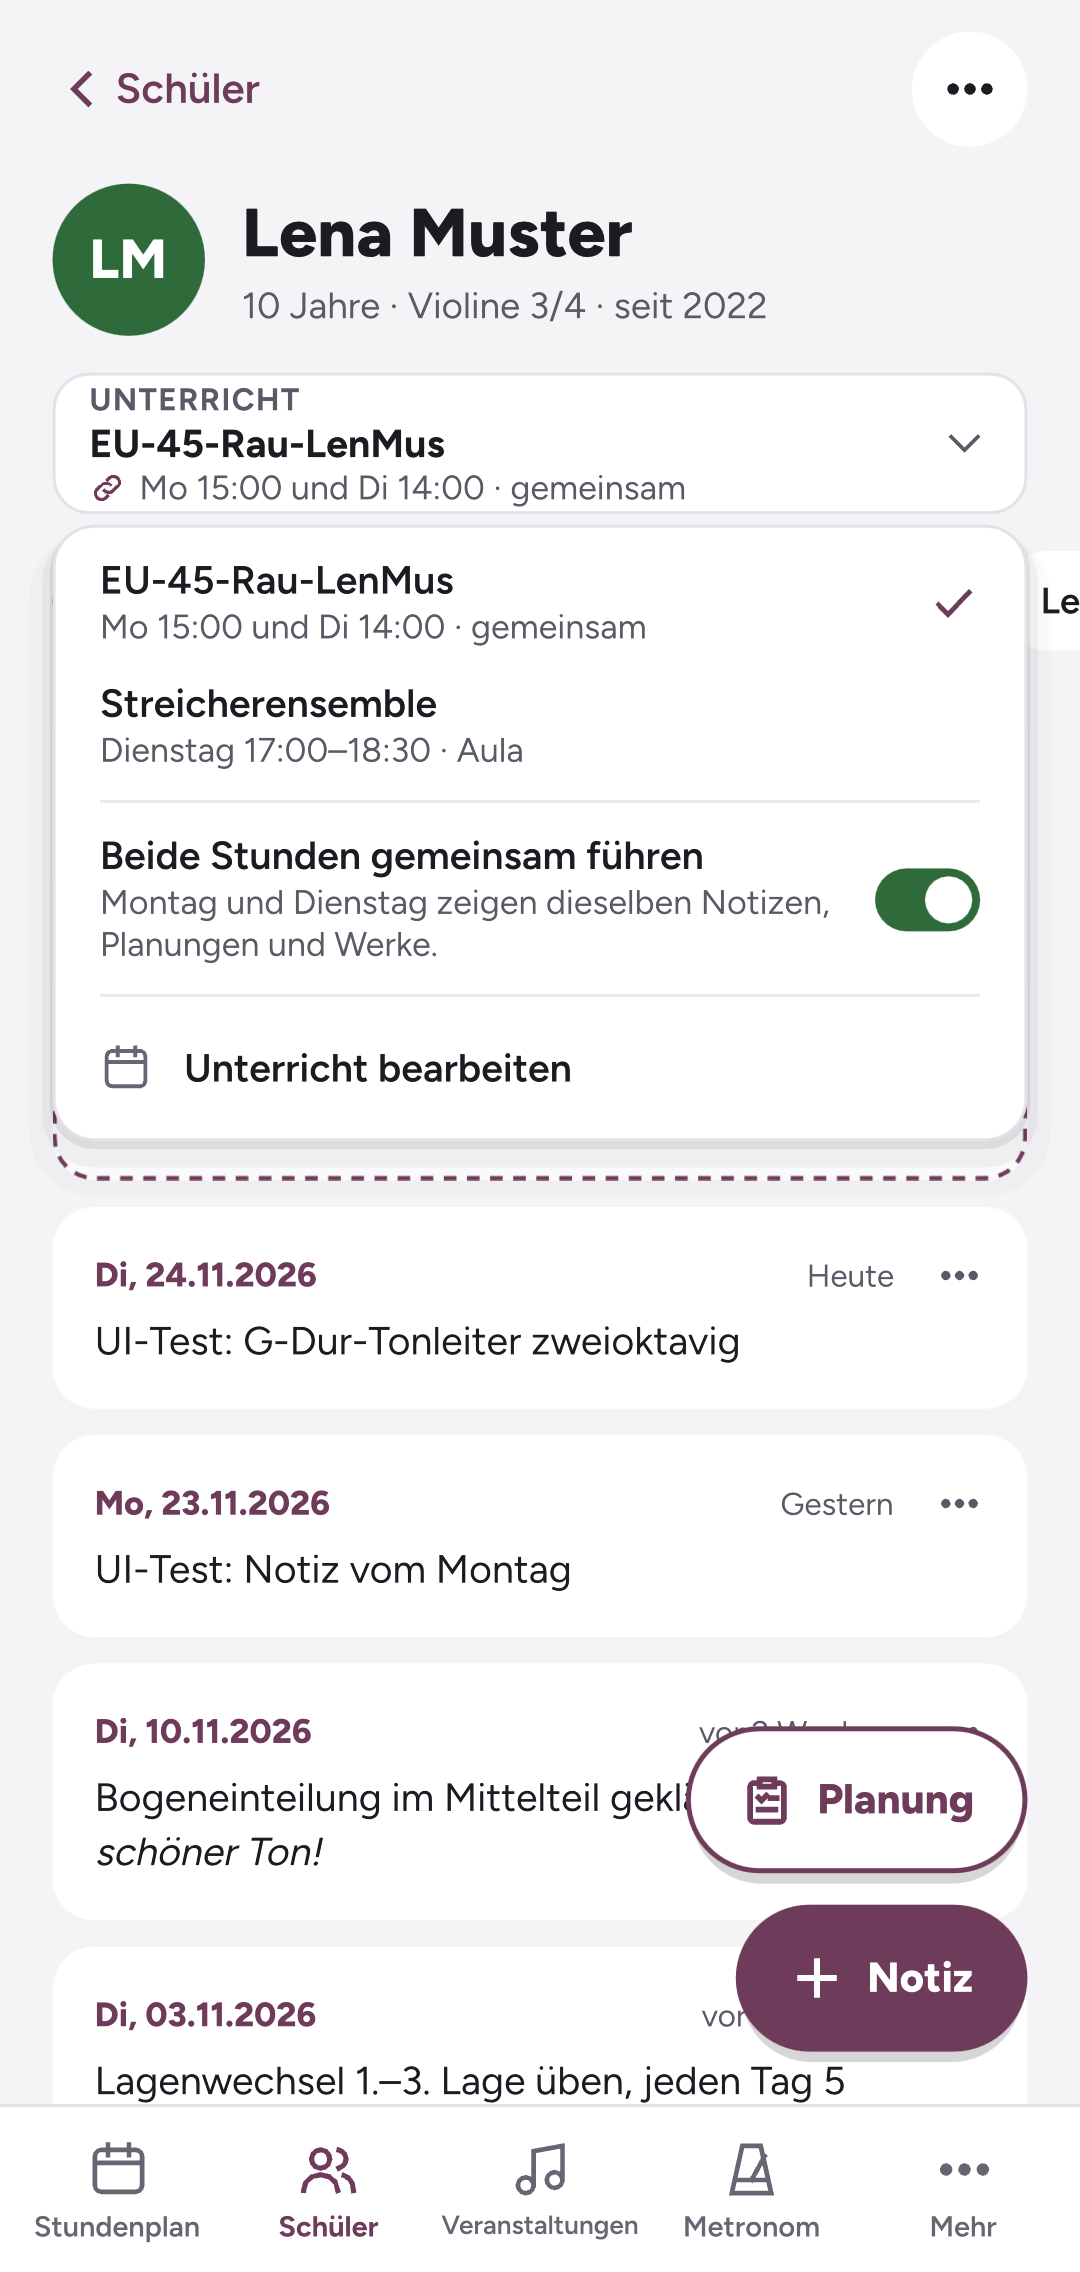 Schüler
LM
Lena Muster
10 Jahre · Violine 3/4 · seit 2022
UNTERRICHT
EU-45-Rau-LenMus
Mo 15:00 und Di 14:00 · gemeinsam
EU-45-Rau-LenMus
Mo 15:00 und Di 14:00 · gemeinsam
Le
Streicherensemble
Dienstag 17:00–18:30 · Aula
Beide Stunden gemeinsam führen
Montag und Dienstag zeigen dieselben Notizen,
Planungen und Werke.
Unterricht bearbeiten
Di, 24.11.2026 Heute
UI-Test: G-Dur-Tonleiter zweioktavig
Mo, 23.11.2026 Gestern
UI-Test: Notiz vom Montag
Di, 10.11.2026 vor
Bogeneinteilung im Mittelteil
schöner Ton!
Planung
Notiz
Di, 03.11.2026 vor
Lagenwechsel 1.–3. Lage üben, jeden Tag 5
Stundenplan
Schüler
Veranstaltungen
Metronom
Mehr